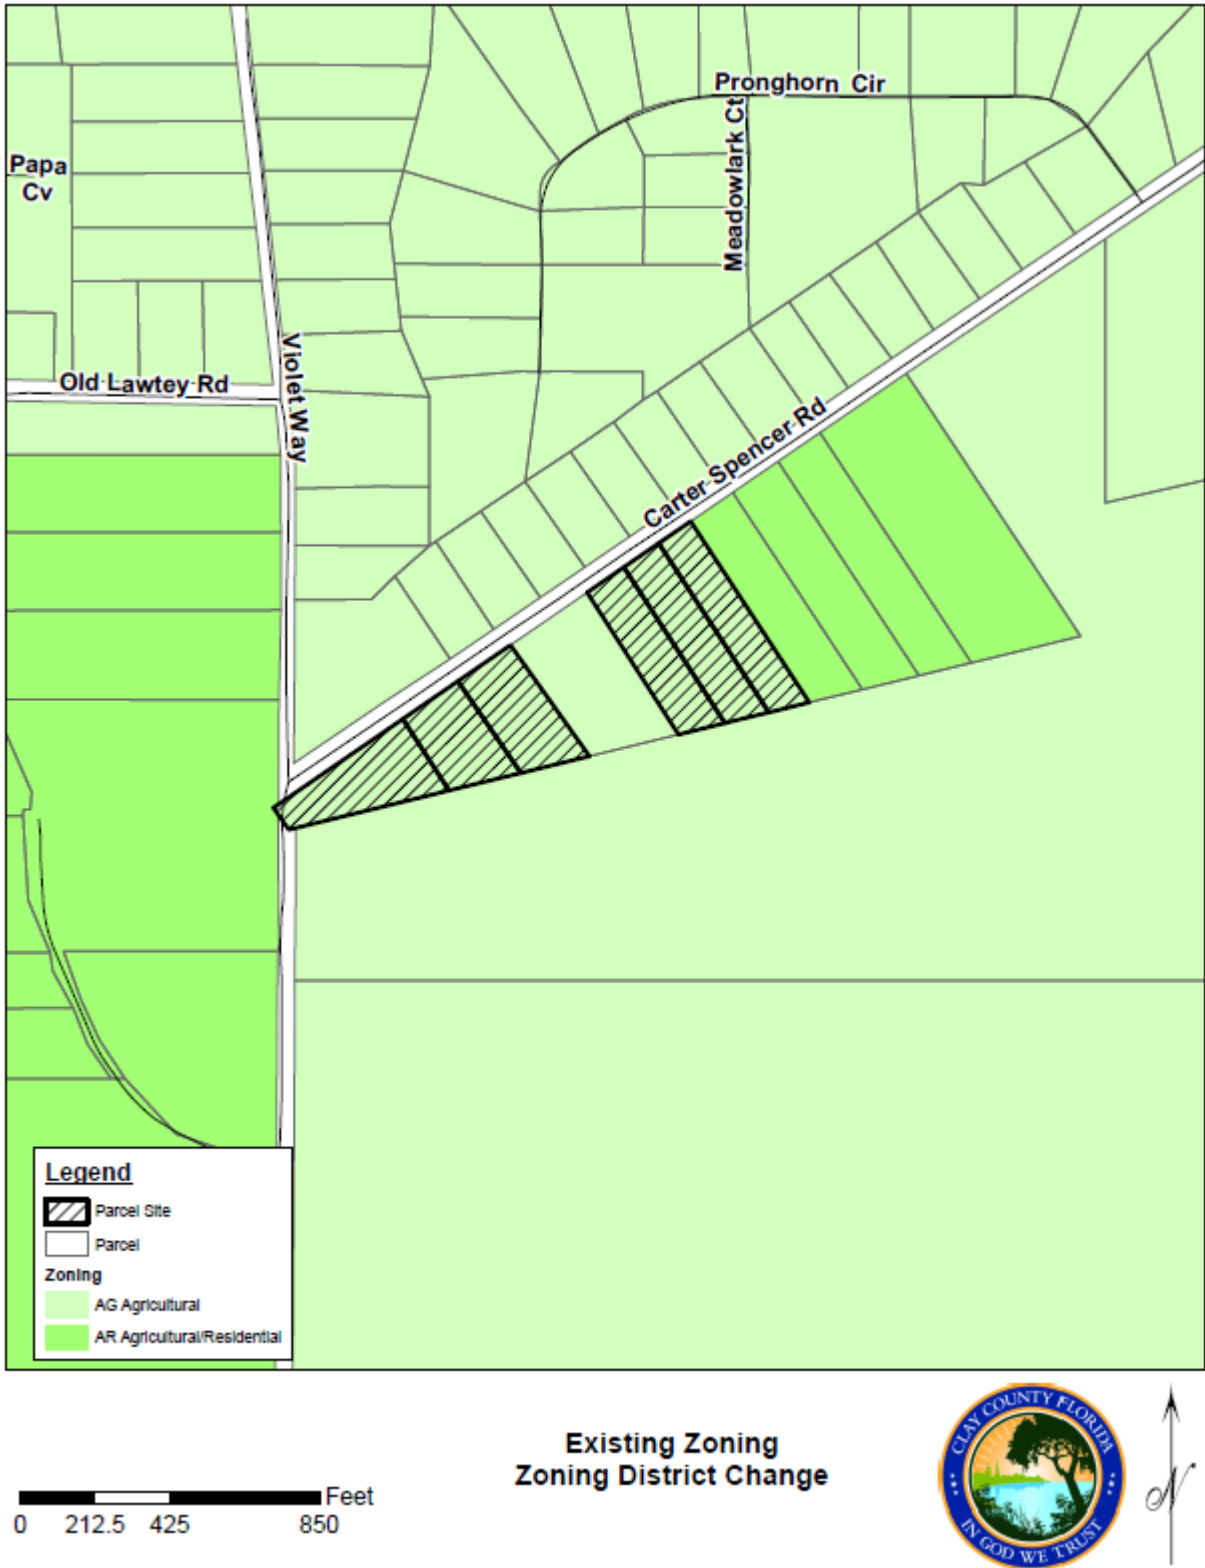 Pronghorn Cir
Meadowlark Ct
Papa
Cv
Violet Way
Old Lawtey Rd
Carter Spencer Rd
Legend
Parcel Site
Parcel
Zoning
AG Agricultural
AR Agricultural/Residential
Existing Zoning
Zoning District Change
Feet
0 212.5 425 850
CLAY COUNTY FLORIDA
IN GOD WE TRUST
N